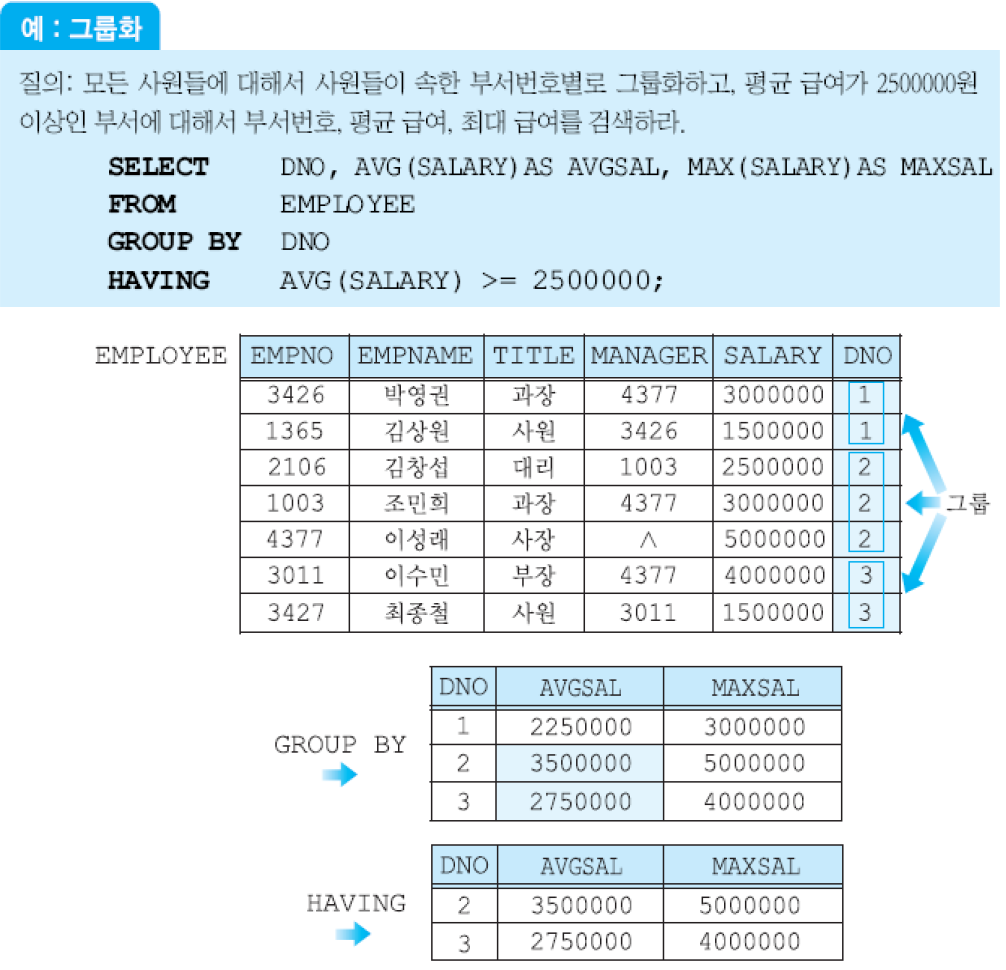 예 : 그룹화
질의: 모든 사원들에 대해서 사원들이 속한 부서번호별로 그룹화하고, 평균 급여가 2500000원
이상인 부서에 대해서 부서번호, 평균 급여, 최대 급여를 검색하라.
SELECT DNO, AVG(SALARY)AS AVGSAL, MAX(SALARY)AS MAXSAL
FROM EMPLOYEE
GROUP BY DNO
HAVING AVG(SALARY) >= 2500000;
EMPLOYEE EMPNO EMPNAME TITLE MANAGER SALARY DNO
3426 박영권 과장 4377 3000000 1
1365 김상원 사원 3426 1500000 1
2106 김창섭 대리 1003 2500000 2
1003 조민희 과장 4377 3000000 2 그룹
4377 이성래 사장 ∧ 5000000 2
3011 이수민 부장 4377 4000000 3
3427 최종철 사원 3011 1500000 3
DNO AVGSAL MAXSAL
1 2250000 3000000
GROUP BY
2 3500000 5000000
3 2750000 4000000
DNO AVGSAL MAXSAL
HAVING 2 3500000 5000000
3 2750000 4000000